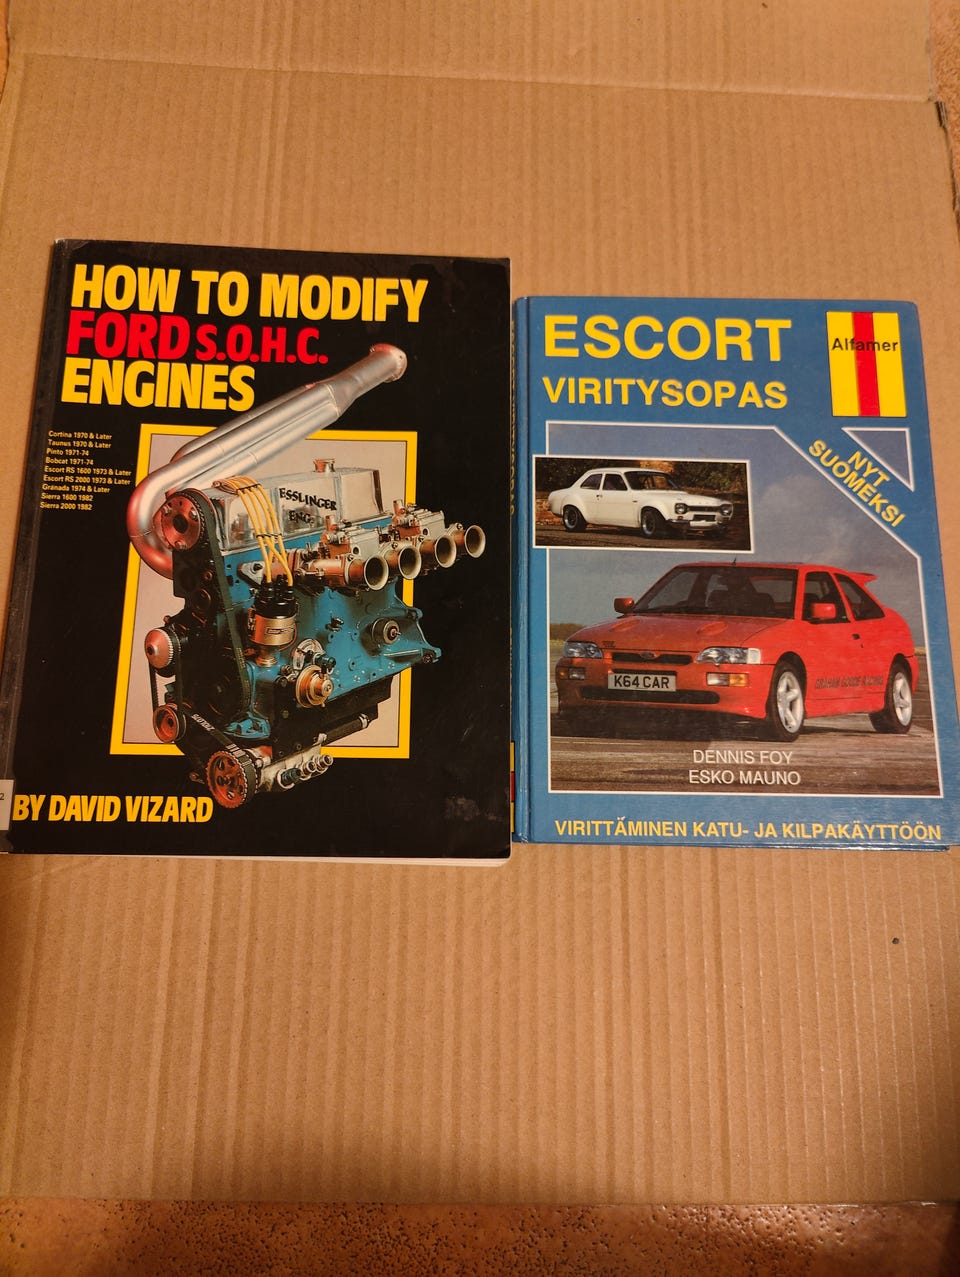 HOW TO MODIFY
FORD S.O.H.C.
ENGINES
Cortina 1970 & Later
Taunus 1970 & Later
Pinto 1971-74
Bobcat 1971-74
Escort RS 1600 1973 & Later
Escort RS 2000 1973 & Later
Granada 1974 & Later
Sierra 1600 1982
Sierra 2000 1982
ESSLINGER
ENG.
BY DAVID VIZARD
2
ESCORT
VIRITYSOPAS
Alfamer
NYT
SUOMEKSI
K64 CAR
DENNIS FOY
ESKO MAUNO
VIRITTÄMINEN KATU- JA KILPAKÄYTTÖÖN